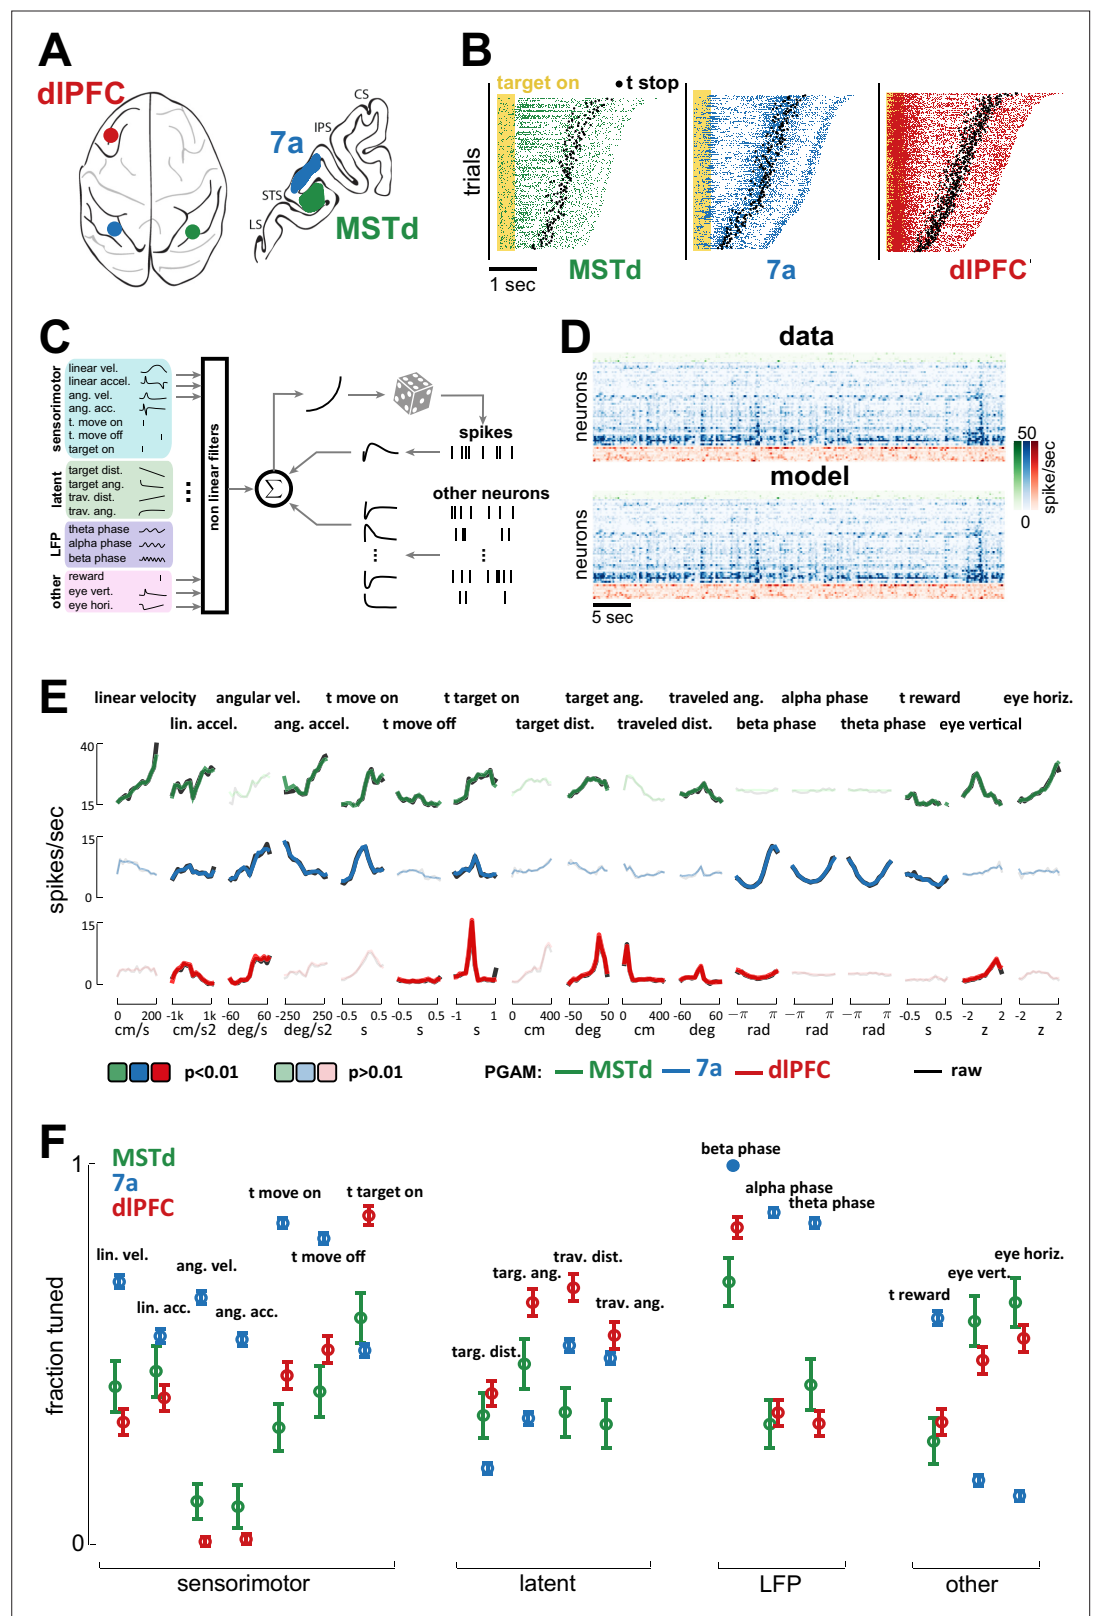 A
dlPFC
7a
CS
IPS
STS
LS
MSTd
B
target on
t stop
trials
1 sec
MSTd
7a
dlPFC
C
sensorimotor
linear vel.
linear accel.
ang. vel.
ang. acc.
t. move on
t. move off
target on
latent
target dist.
target ang.
trav. dist.
trav. ang.
LFP
theta phase
alpha phase
beta phase
other
reward
eye vert.
eye hori.
...
non linear filters
Σ
spikes
other neurons
...
...
D
data
neurons
model
neurons
50
0
spike/sec
5 sec
E
linear velocity angular vel. t move on t target on target ang. traveled ang. alpha phase t reward eye horiz.
lin. accel. ang. accel. t move off target dist. traveled dist. beta phase theta phase eye vertical
spikes/sec
40
15
15
0
15
0
0 200 -1k 1k -60 60 -250 250 -0.5 0.5 -0.5 0.5 -1 1 0 400 -50 50 0 400 -60 60 −π π −π π −π π -0.5 0.5 -2 2 -2 2
cm/s cm/s2 deg/s deg/s2 s s s cm deg cm deg rad rad rad s z z
p<0.01 p>0.01 PGAM: MSTd 7a dlPFC raw
F
MSTd
7a
dlPFC
1
0
fraction tuned
lin. vel.
lin. acc.
ang. vel.
ang. acc.
t move on
t move off
t target on
targ. dist.
targ. ang.
trav. dist.
trav. ang.
beta phase
alpha phase
theta phase
t reward
eye vert.
eye horiz.
sensorimotor
latent
LFP
other